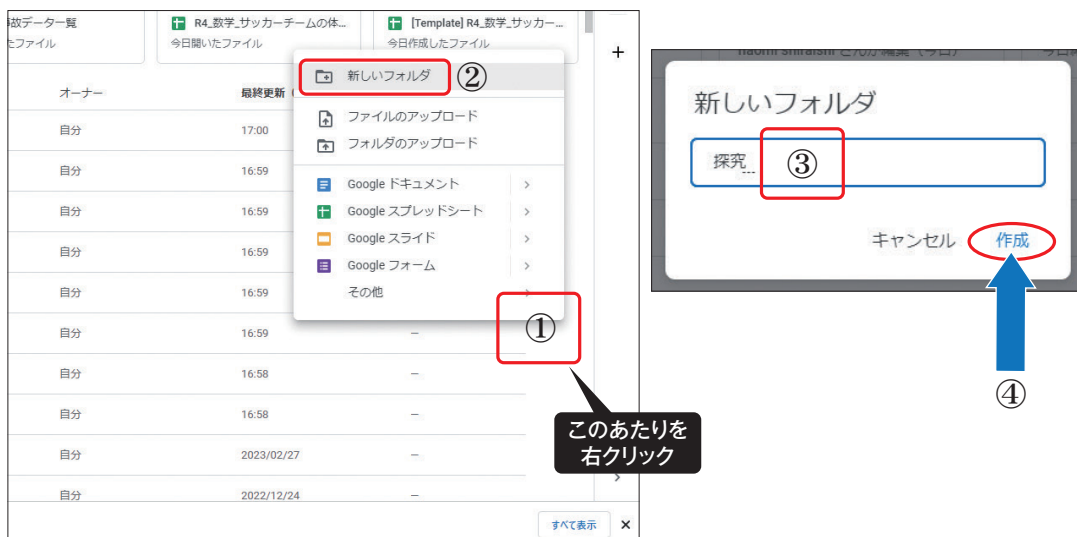 故データ一覧
たファイル
R4_数学_サッカーチームの体...
今日開いたファイル
[Template] R4_数学_サッカー...
今日作成したファイル
オーナー
最終更新
自分
17:00
自分
16:59
自分
16:59
自分
16:59
自分
16:59
自分
16:59
—
自分
16:58
—
自分
16:58
—
自分
2023/02/27
—
自分
2022/12/24
—
新しいフォルダ
②
ファイルのアップロード
フォルダのアップロード
Google ドキュメント
Google スプレッドシート
Google スライド
Google フォーム
その他
①
このあたりを
右クリック
すべて表示 ×
naomi shiraishi さんが編集（今日）
新しいフォルダ
探究
③
キャンセル
作成
④